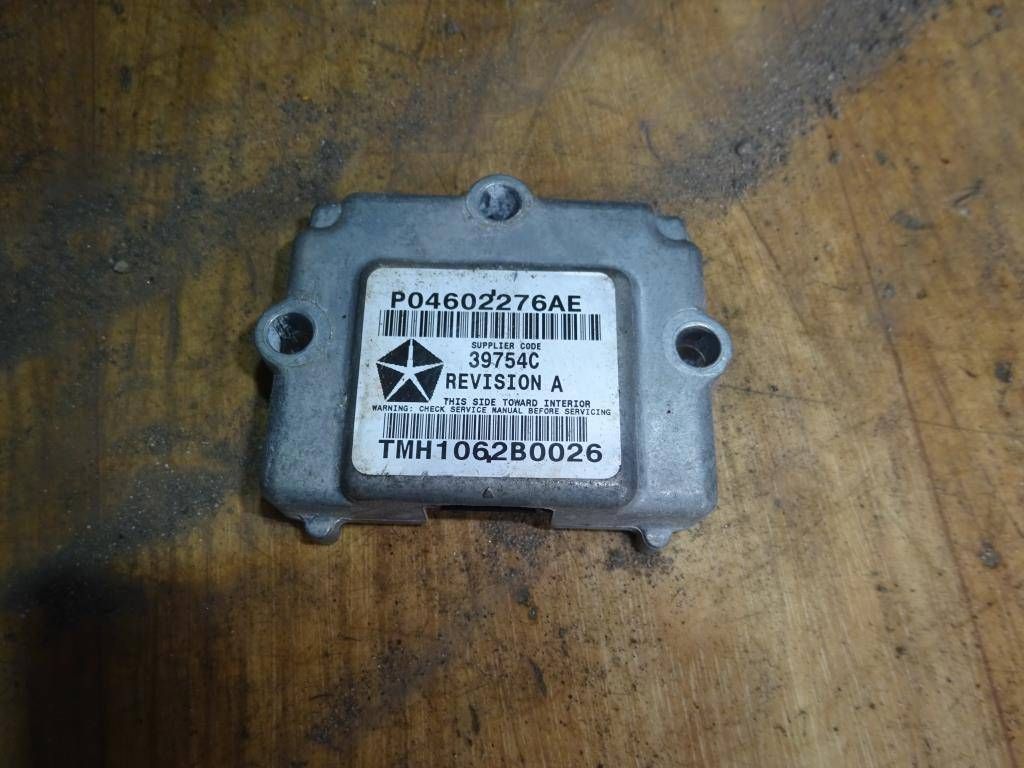 P04602276AE
SUPPLIER CODE
39754C
REVISION A
THIS SIDE TOWARD INTERIOR
WARNING: CHECK SERVICE MANUAL BEFORE SERVICING
TMH1062B0026